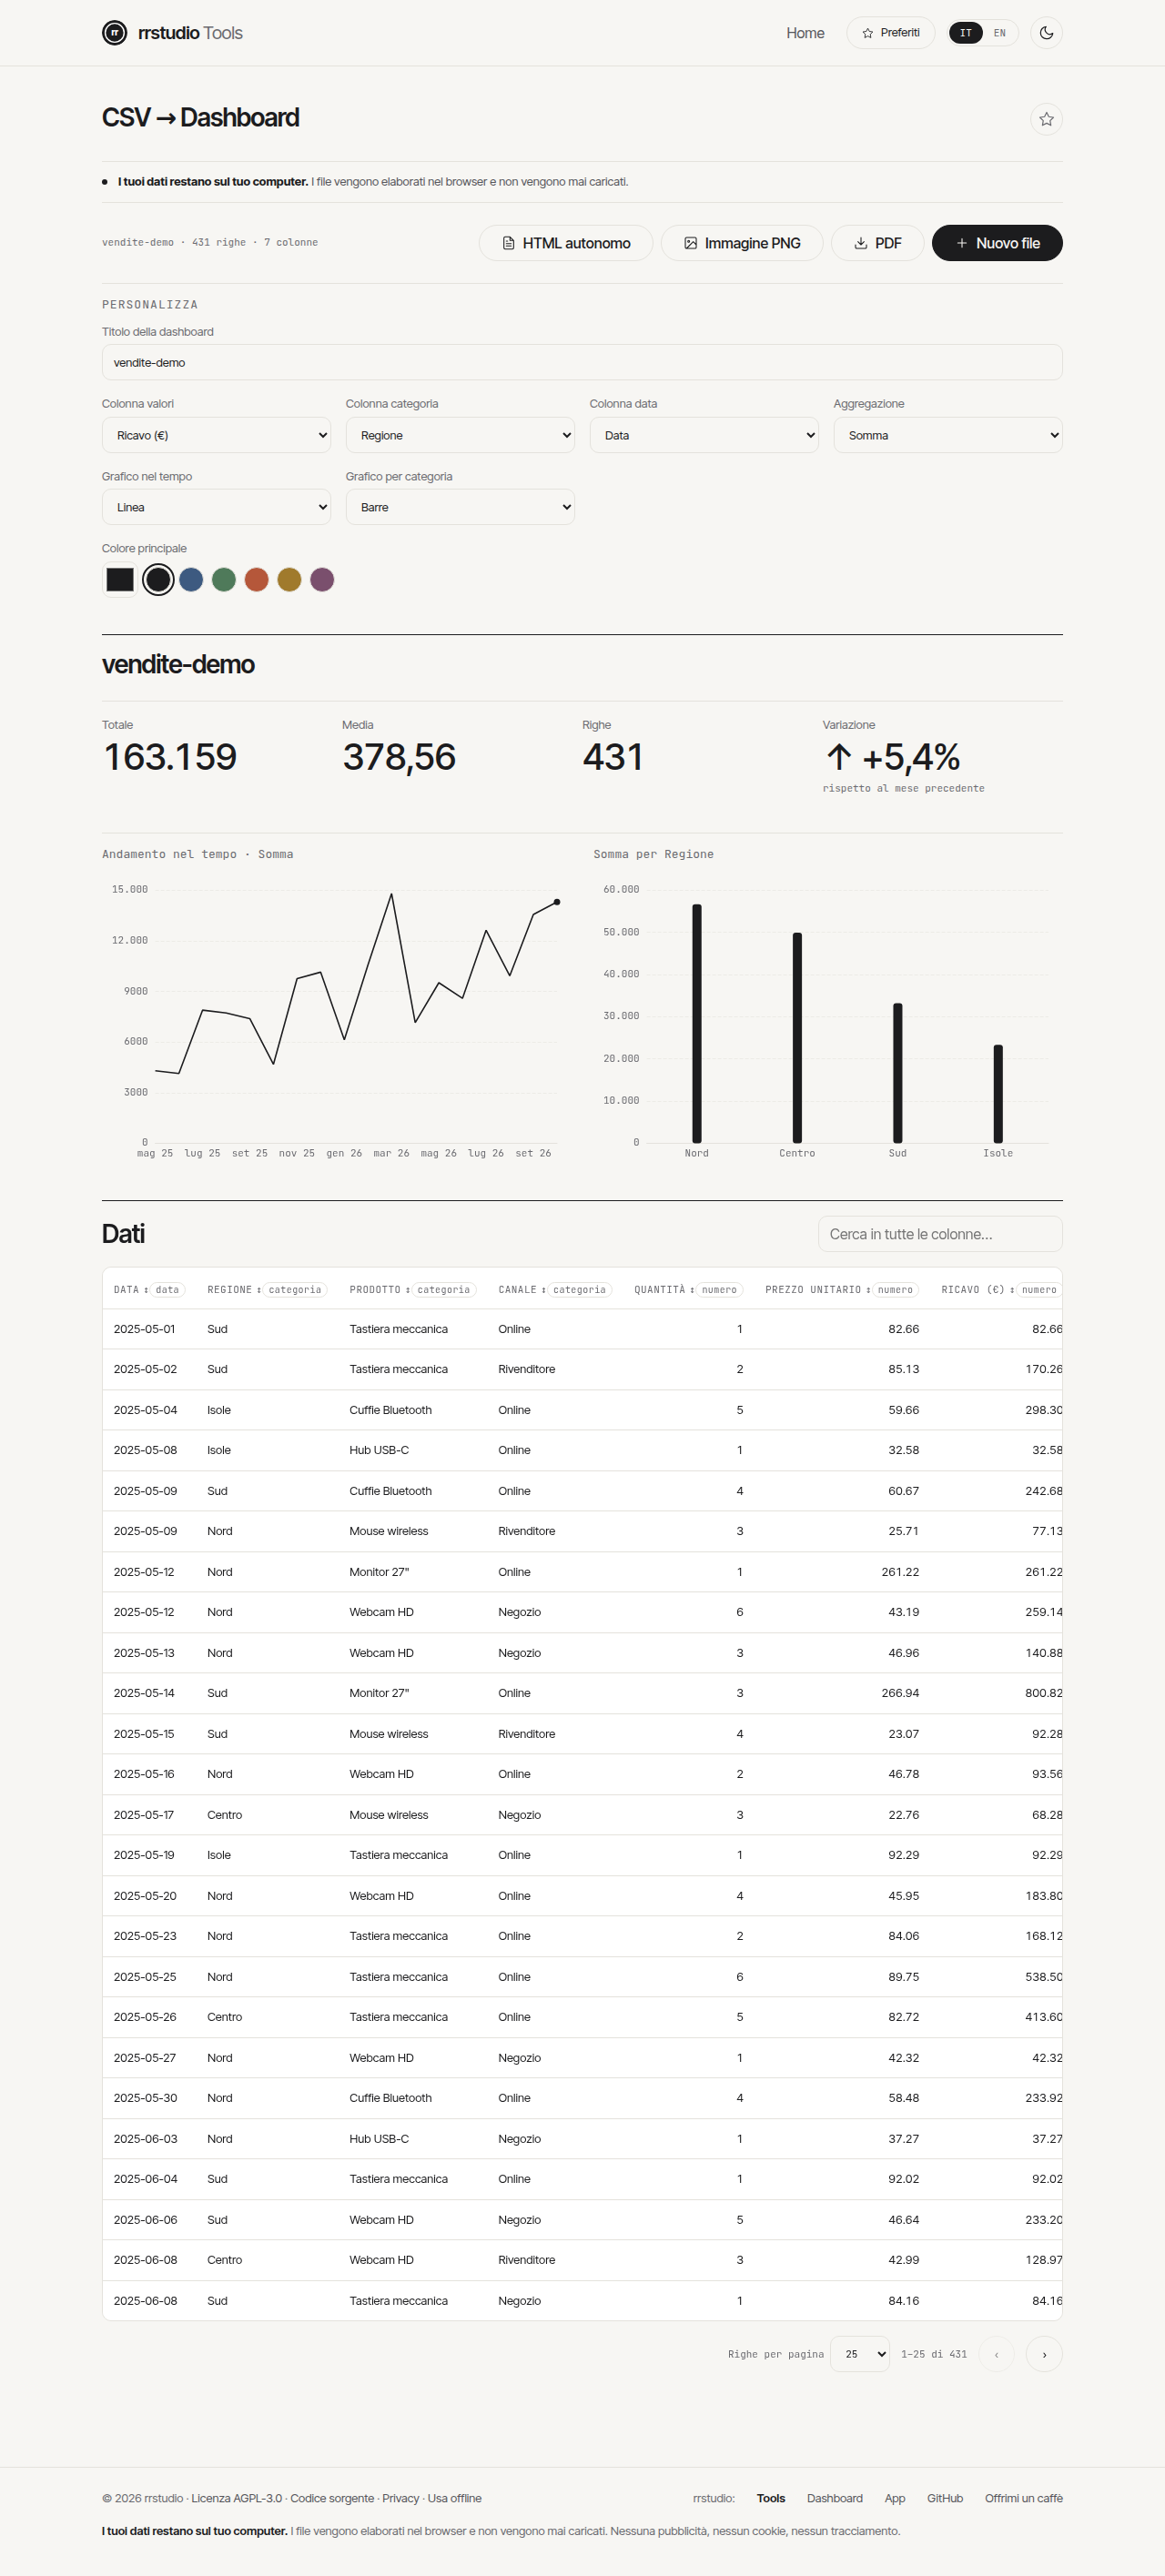 rr rrstudio Tools Home Preferiti IT EN
CSV → Dashboard
I tuoi dati restano sul tuo computer. I file vengono elaborati nel browser e non vengono mai caricati.
vendite-demo · 431 righe · 7 colonne HTML autonomo Immagine PNG PDF + Nuovo file
PERSONALIZZA
Titolo della dashboard
vendite-demo
Colonna valori Colonna categoria Colonna data Aggregazione
Ricavo (€) Regione Data Somma
Grafico nel tempo Grafico per categoria
Linea Barre
Colore principale
vendite-demo
Totale Media Righe Variazione
163.159 378,56 431 ↑ +5,4%
rispetto al mese precedente
Andamento nel tempo · Somma
15.000
12.000
9000
6000
3000
0
mag 25 lug 25 set 25 nov 25 gen 26 mar 26 mag 26 lug 26 set 26
Somma per Regione
60.000
50.000
40.000
30.000
20.000
10.000
0
Nord Centro Sud Isole
Dati Cerca in tutte le colonne…
DATA ↕ data REGIONE ↕ categoria PRODOTTO ↕ categoria CANALE ↕ categoria QUANTITÀ ↕ numero PREZZO UNITARIO ↕ numero RICAVO (€) ↕ numero
2025-05-01 Sud Tastiera meccanica Online 1 82.66 82.66
2025-05-02 Sud Tastiera meccanica Rivenditore 2 85.13 170.26
2025-05-04 Isole Cuffie Bluetooth Online 5 59.66 298.30
2025-05-08 Isole Hub USB-C Online 1 32.58 32.58
2025-05-09 Sud Cuffie Bluetooth Online 4 60.67 242.68
2025-05-09 Nord Mouse wireless Rivenditore 3 25.71 77.13
2025-05-12 Nord Monitor 27" Online 1 261.22 261.22
2025-05-12 Nord Webcam HD Negozio 6 43.19 259.14
2025-05-13 Nord Webcam HD Negozio 3 46.96 140.88
2025-05-14 Sud Monitor 27" Online 3 266.94 800.82
2025-05-15 Sud Mouse wireless Rivenditore 4 23.07 92.28
2025-05-16 Nord Webcam HD Online 2 46.78 93.56
2025-05-17 Centro Mouse wireless Negozio 3 22.76 68.28
2025-05-19 Isole Tastiera meccanica Online 1 92.29 92.29
2025-05-20 Nord Webcam HD Online 4 45.95 183.80
2025-05-23 Nord Tastiera meccanica Online 2 84.06 168.12
2025-05-25 Nord Tastiera meccanica Online 6 89.75 538.50
2025-05-26 Centro Tastiera meccanica Online 5 82.72 413.60
2025-05-27 Nord Webcam HD Negozio 1 42.32 42.32
2025-05-30 Nord Cuffie Bluetooth Online 4 58.48 233.92
2025-06-03 Nord Hub USB-C Negozio 1 37.27 37.27
2025-06-04 Sud Tastiera meccanica Online 1 92.02 92.02
2025-06-06 Sud Webcam HD Negozio 5 46.64 233.20
2025-06-08 Centro Webcam HD Rivenditore 3 42.99 128.97
2025-06-08 Sud Tastiera meccanica Negozio 1 84.16 84.16
Righe per pagina 25 1–25 di 431 ‹ ›
© 2026 rrstudio · Licenza AGPL-3.0 · Codice sorgente · Privacy · Usa offline rrstudio: Tools Dashboard App GitHub Offrimi un caffè
I tuoi dati restano sul tuo computer. I file vengono elaborati nel browser e non vengono mai caricati. Nessuna pubblicità, nessun cookie, nessun tracciamento.